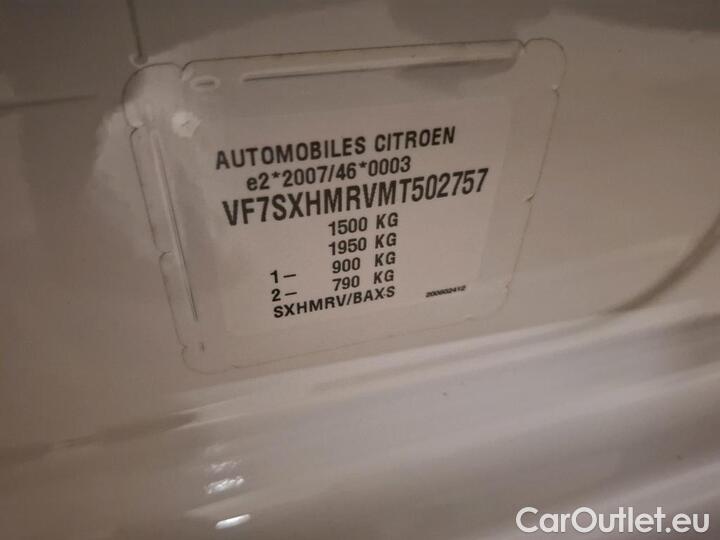 AUTOMOBILES CITROEN
e2*2007/46*0003
VF7SXHMRVMT502757
1500 KG
1950 KG
1- 900 KG
2- 790 KG
SXHMRV/BAXS
200602412
CarOutlet.eu